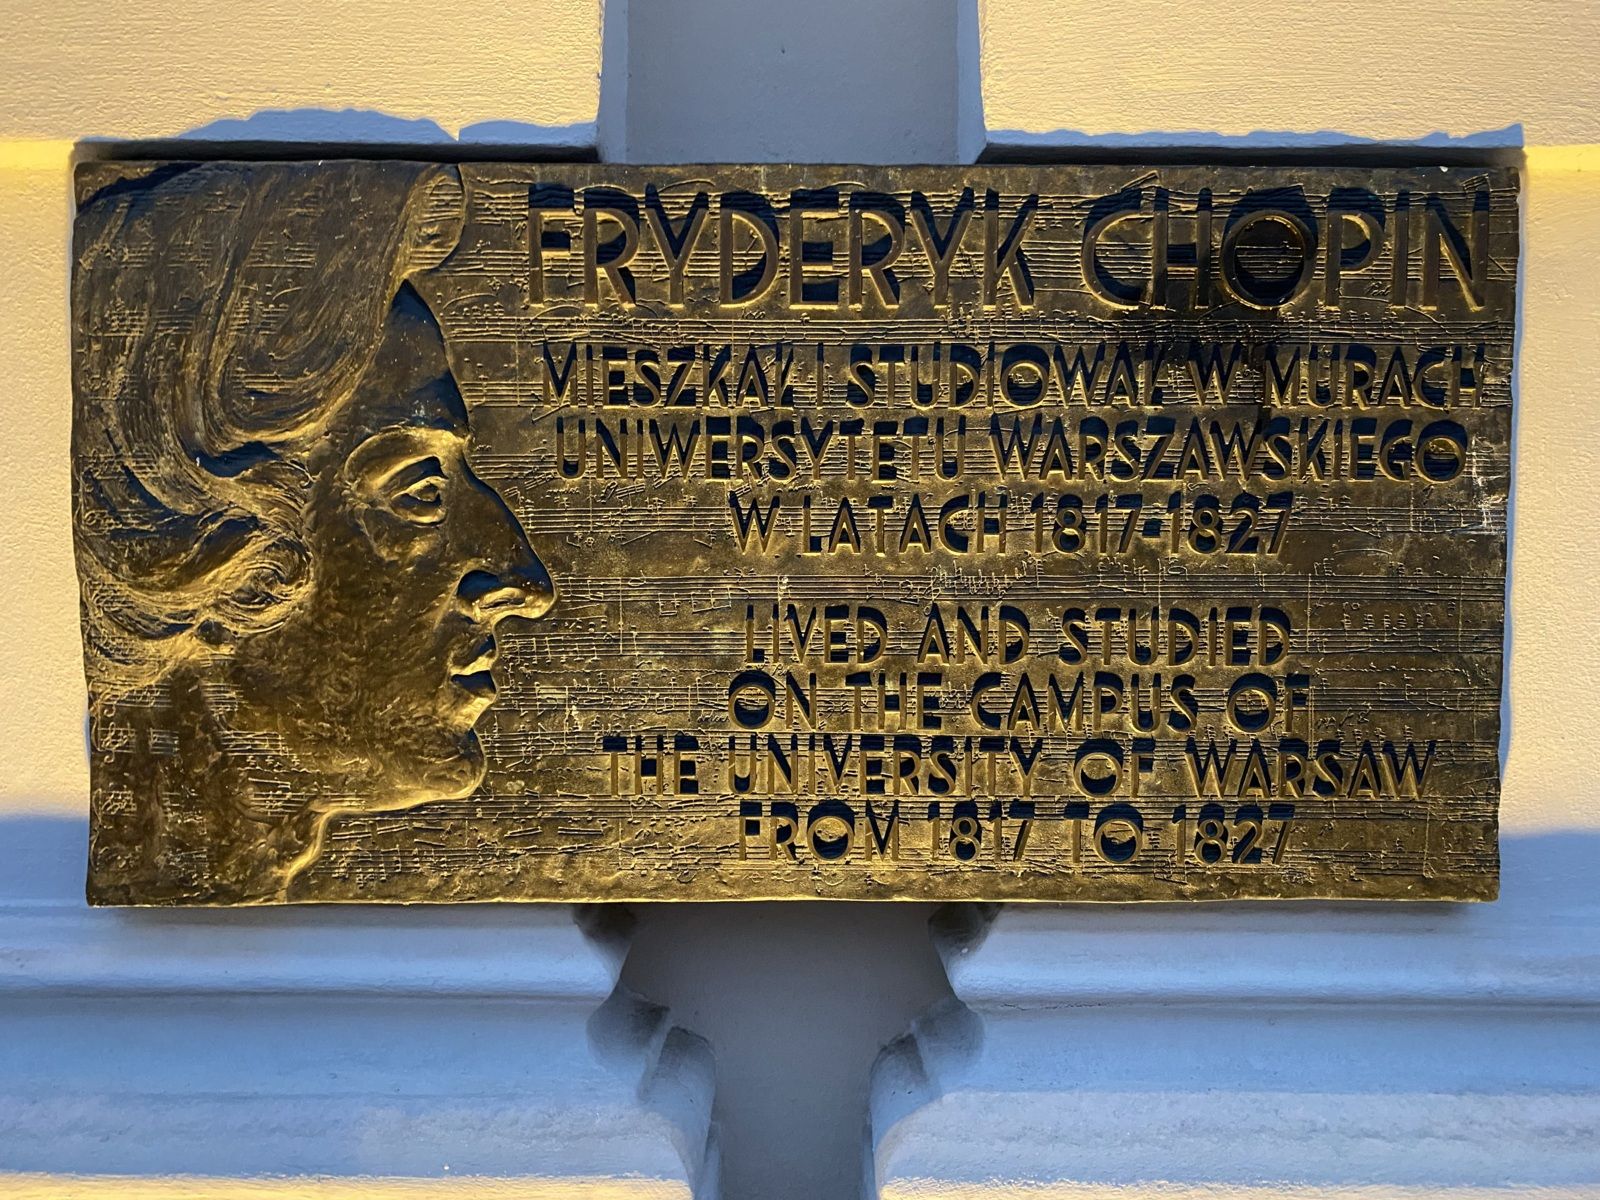 FRYDERYK CHOPIN
MIESZKAŁ I STUDIOWAŁ W MURACH
UNIWERSYTETU WARSZAWSKIEGO
W LATACH 1817-1827
LIVED AND STUDIED
ON THE CAMPUS OF
THE UNIVERSITY OF WARSAW
FROM 1817 TO 1827